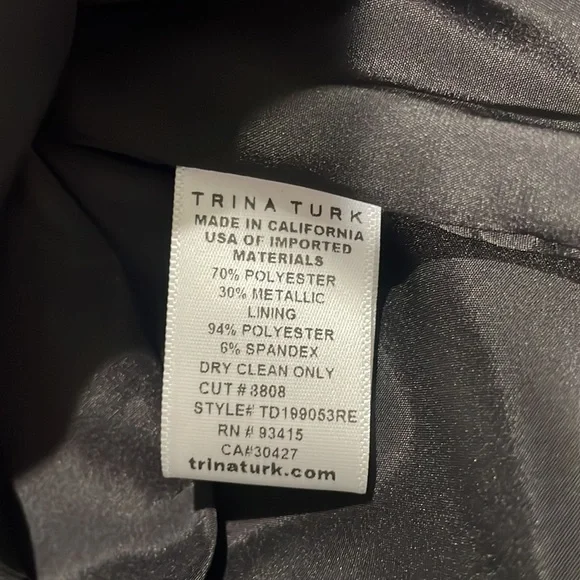 TRINA TURK
MADE IN CALIFORNIA
USA OF IMPORTED
MATERIALS
70% POLYESTER
30% METALLIC
LINING
94% POLYESTER
6% SPANDEX
DRY CLEAN ONLY
CUT # 3808
STYLE# TD199053RE
RN # 93415
CA#30427
trinaturk.com